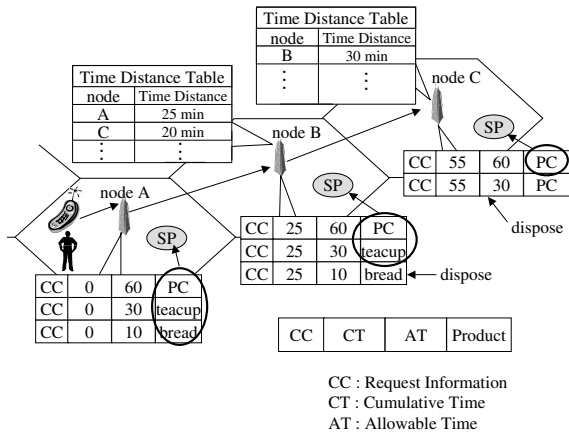 Time Distance Table
node Time Distance
B 30 min
⋮ ⋮
Time Distance Table
node Time Distance
A 25 min
C 20 min
⋮ ⋮
node C
SP
CC 55 60 PC
CC 55 30 PC
dispose
node B
SP
CC 25 60 PC
CC 25 30 teacup
CC 25 10 bread
dispose
node A
SP
CC 0 60 PC
CC 0 30 teacup
CC 0 10 bread
CC CT AT Product
CC : Request Information
CT : Cumulative Time
AT : Allowable Time